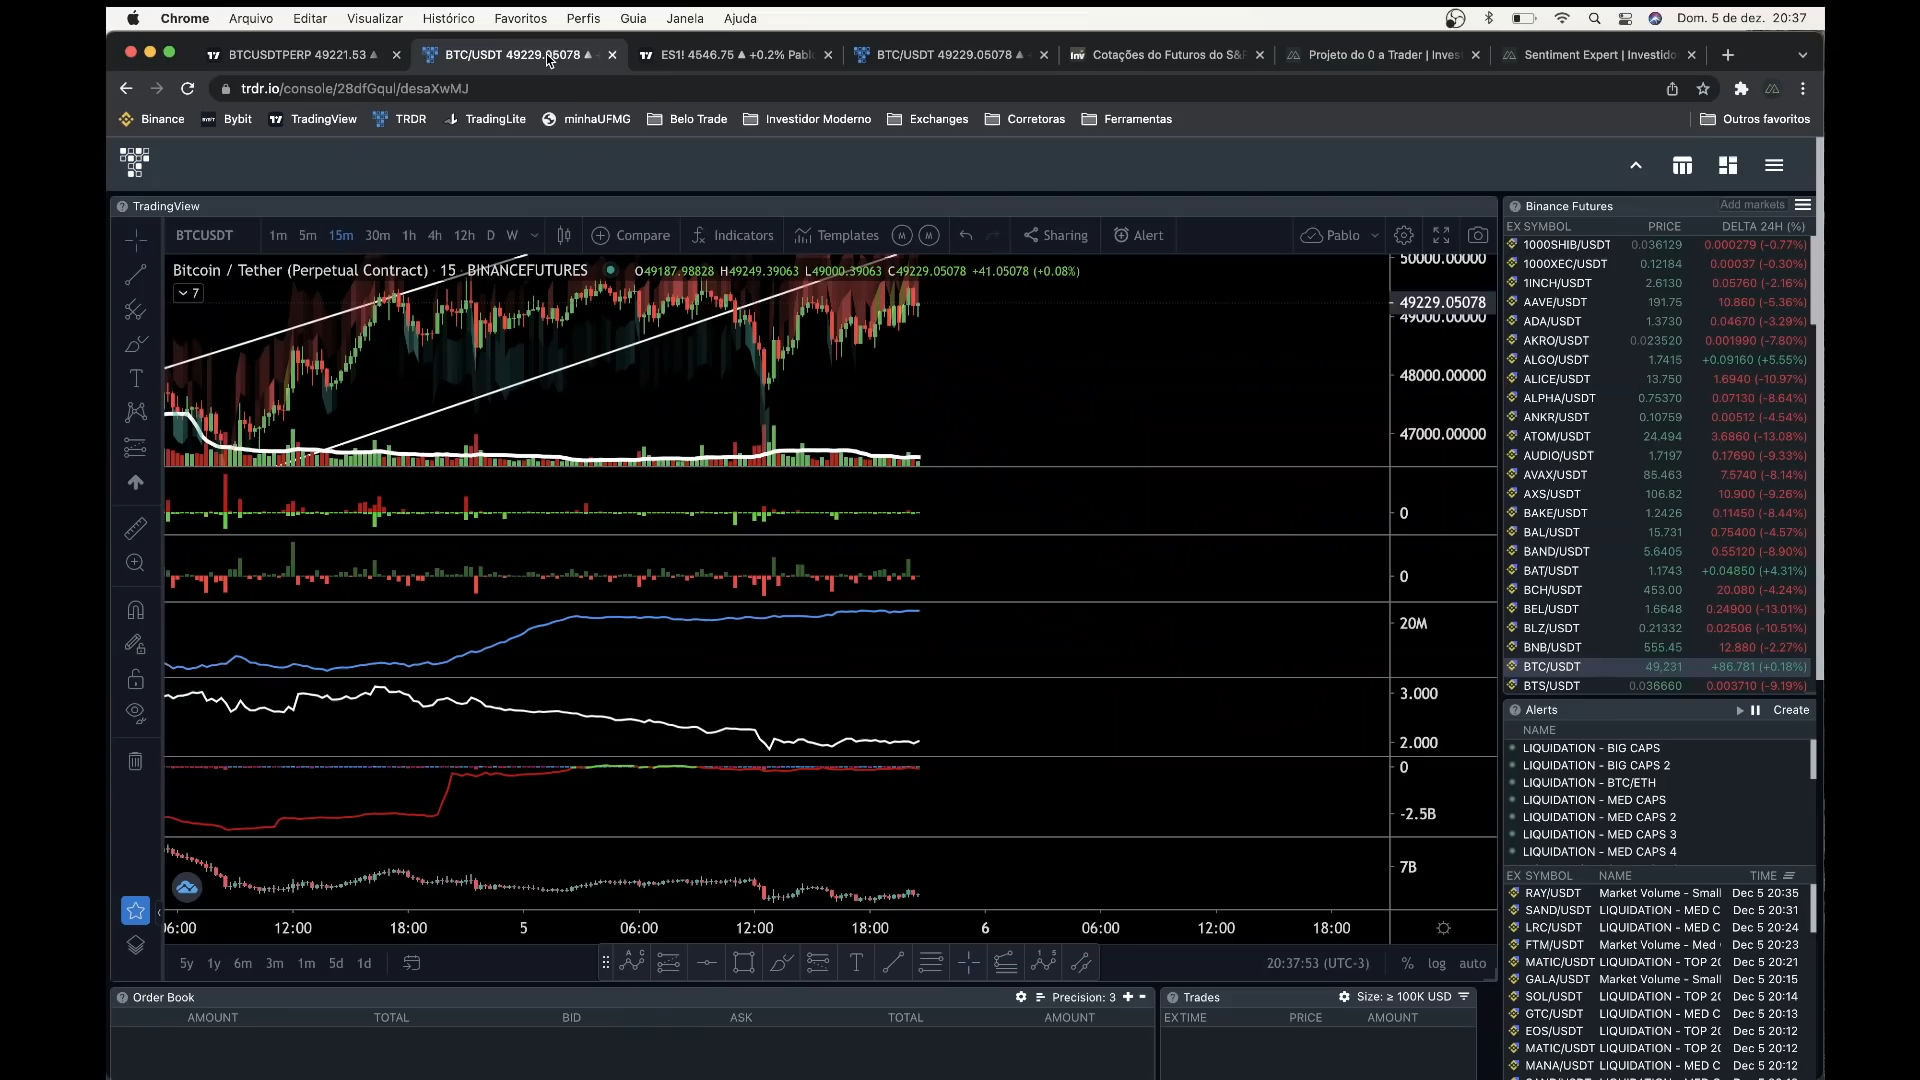 Chrome Arquivo Editar Visualizar Histórico Favoritos Perfis Guia Janela Ajuda Dom. 5 de dez. 20:37
BTCUSDTPERP 49221.53 ▲ BTC/USDT 49229.05078 ▲ ES1! 4546.75 ▲ +0.2% Pabl BTC/USDT 49229.05078 ▲ Cotações do Futuros do S& Projeto do 0 a Trader | Inves Sentiment Expert | Investido
trdr.io/console/28dfGqul/desaXwMJ
Binance Bybit TradingView TRDR TradingLite minhaUFMG Belo Trade Investidor Moderno Exchanges Corretoras Ferramentas Outros favoritos
TradingView
BTCUSDT 1m 5m 15m 30m 1h 4h 12h D W Compare Indicators Templates M M Sharing Alert Pablo
Bitcoin / Tether (Perpetual Contract) · 15 · BINANCEFUTURES O49187.98828 H49249.39063 L49000.39063 C49229.05078 +41.05078 (+0.08%)
7
50000.00000
49229.05078
49000.00000
48000.00000
47000.00000
0
0
20M
3.000
2.000
0
-2.5B
7B
06:00 12:00 18:00 5 06:00 12:00 18:00 6 06:00 12:00 18:00
5y 1y 6m 3m 1m 5d 1d 20:37:53 (UTC-3) % log auto
Order Book Precision: 3
AMOUNT TOTAL BID ASK TOTAL AMOUNT
Trades Size: ≥ 100K USD
EX TIME PRICE AMOUNT
Binance Futures Add markets
EX SYMBOL PRICE DELTA 24H (%)
1000SHIB/USDT 0.036129 0.000279 (-0.77%)
1000XEC/USDT 0.12184 0.00037 (-0.30%)
1INCH/USDT 2.6130 0.05760 (-2.16%)
AAVE/USDT 191.75 10.860 (-5.36%)
ADA/USDT 1.3730 0.04670 (-3.29%)
AKRO/USDT 0.023520 0.001990 (-7.80%)
ALGO/USDT 1.7415 +0.09160 (+5.55%)
ALICE/USDT 13.750 1.6940 (-10.97%)
ALPHA/USDT 0.75370 0.07130 (-8.64%)
ANKR/USDT 0.10759 0.00512 (-4.54%)
ATOM/USDT 24.494 3.6860 (-13.08%)
AUDIO/USDT 1.7197 0.17690 (-9.33%)
AVAX/USDT 85.463 7.5740 (-8.14%)
AXS/USDT 106.82 10.900 (-9.26%)
BAKE/USDT 1.2426 0.11450 (-8.44%)
BAL/USDT 15.731 0.75400 (-4.57%)
BAND/USDT 5.6405 0.55120 (-8.90%)
BAT/USDT 1.1743 +0.04850 (+4.31%)
BCH/USDT 453.00 20.080 (-4.24%)
BEL/USDT 1.6648 0.24900 (-13.01%)
BLZ/USDT 0.21332 0.02506 (-10.51%)
BNB/USDT 555.45 12.880 (-2.27%)
BTC/USDT 49,231 +86.781 (+0.18%)
BTS/USDT 0.036660 0.003710 (-9.19%)
Alerts Create
NAME
LIQUIDATION - BIG CAPS
LIQUIDATION - BIG CAPS 2
LIQUIDATION - BTC/ETH
LIQUIDATION - MED CAPS
LIQUIDATION - MED CAPS 2
LIQUIDATION - MED CAPS 3
LIQUIDATION - MED CAPS 4
EX SYMBOL NAME TIME
RAY/USDT Market Volume - Small Dec 5 20:35
SAND/USDT LIQUIDATION - MED C Dec 5 20:31
LRC/USDT LIQUIDATION - MED C Dec 5 20:24
FTM/USDT Market Volume - Med Dec 5 20:23
MATIC/USDT LIQUIDATION - TOP 20 Dec 5 20:21
GALA/USDT Market Volume - Small Dec 5 20:15
SOL/USDT LIQUIDATION - TOP 20 Dec 5 20:14
GTC/USDT LIQUIDATION - MED C Dec 5 20:13
EOS/USDT LIQUIDATION - TOP 20 Dec 5 20:12
MATIC/USDT LIQUIDATION - TOP 20 Dec 5 20:12
MANA/USDT LIQUIDATION - MED C Dec 5 20:12